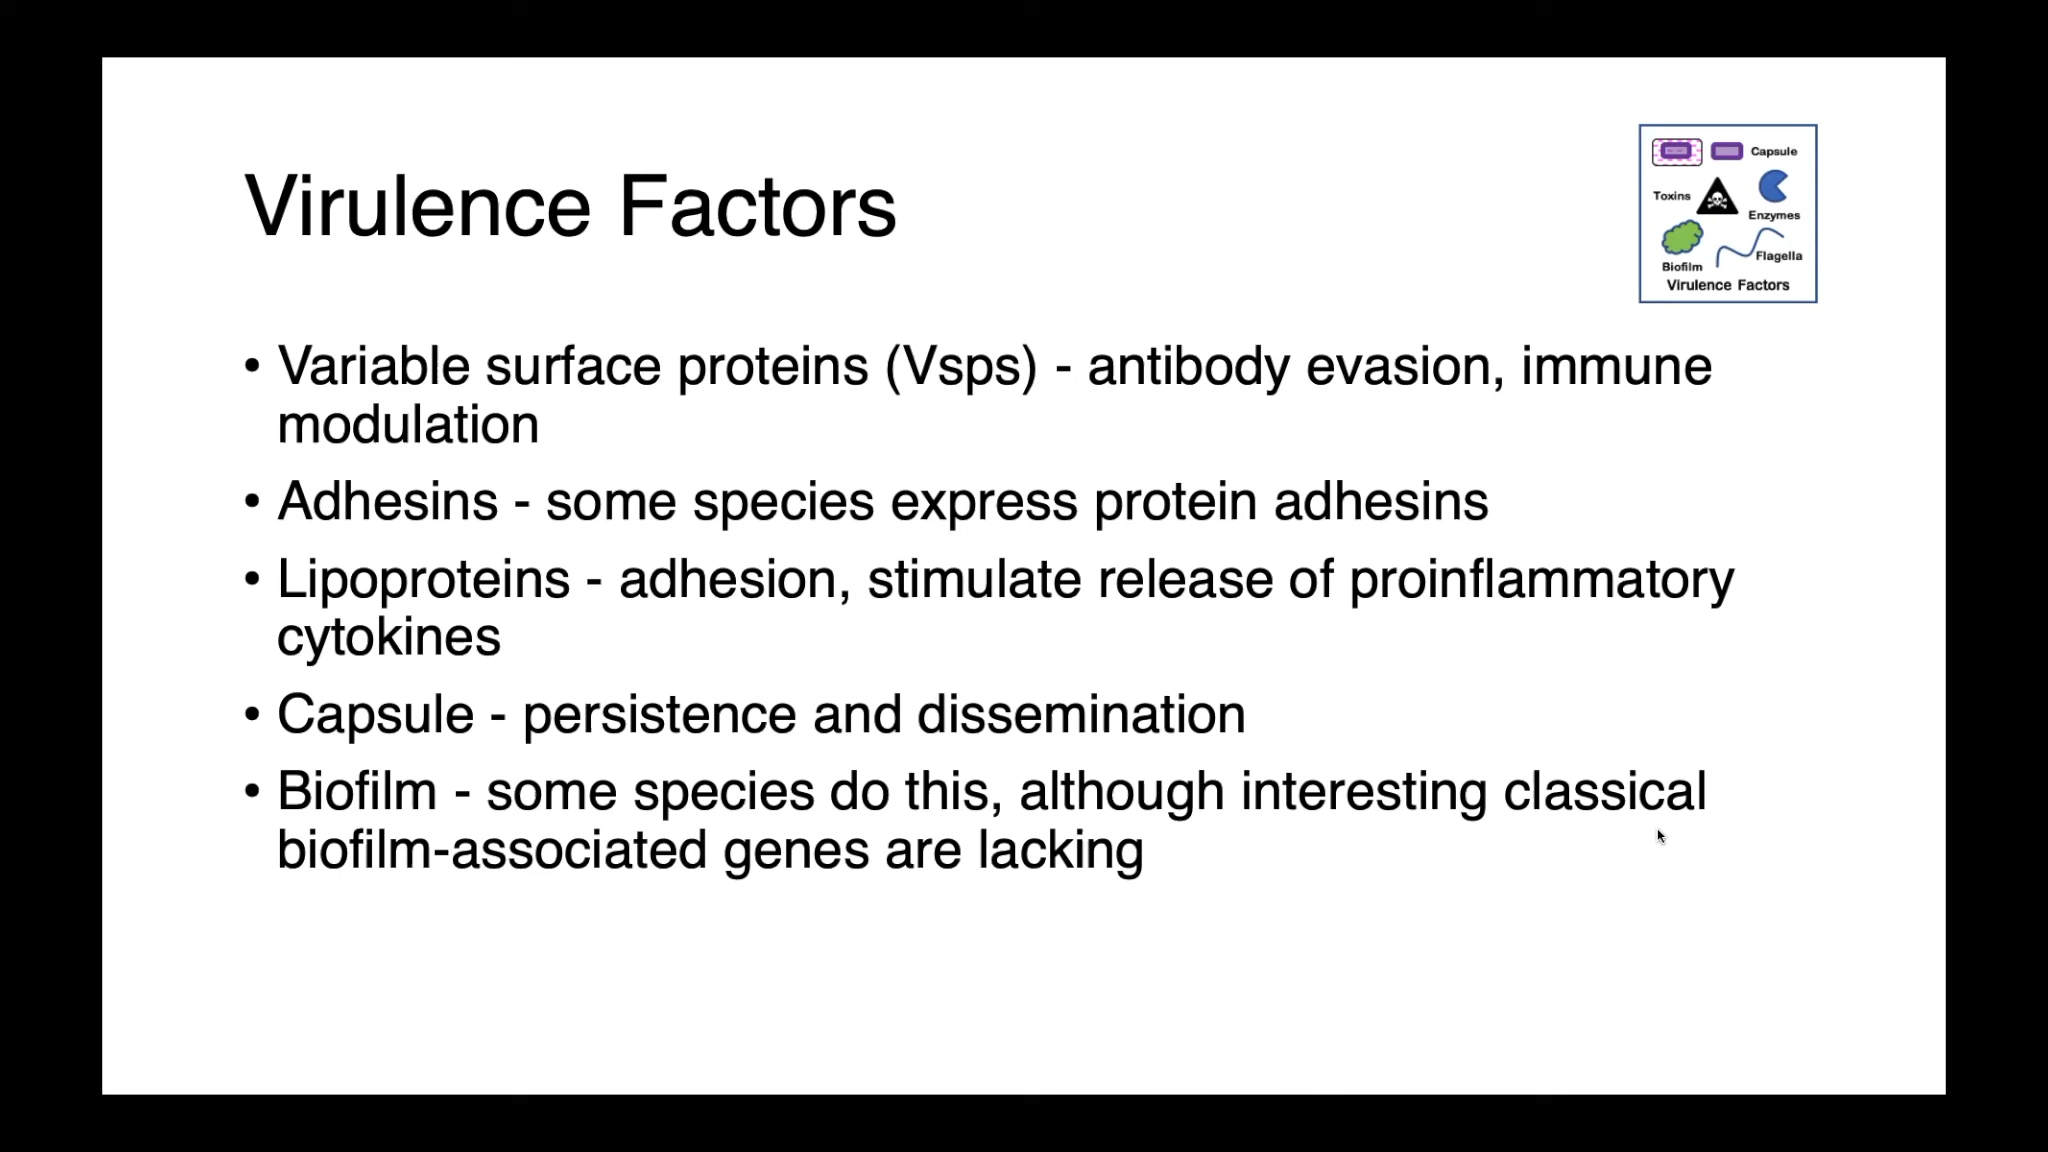 Virulence Factors
Capsule
Toxins
Enzymes
Biofilm
Flagella
Virulence Factors
• Variable surface proteins (Vsps) - antibody evasion, immune
modulation
• Adhesins - some species express protein adhesins
• Lipoproteins - adhesion, stimulate release of proinflammatory
cytokines
• Capsule - persistence and dissemination
• Biofilm - some species do this, although interesting classical
biofilm-associated genes are lacking